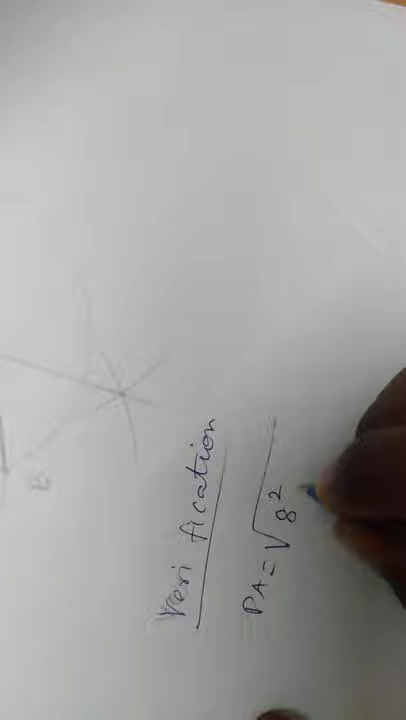 Verification
PA = √8²
B